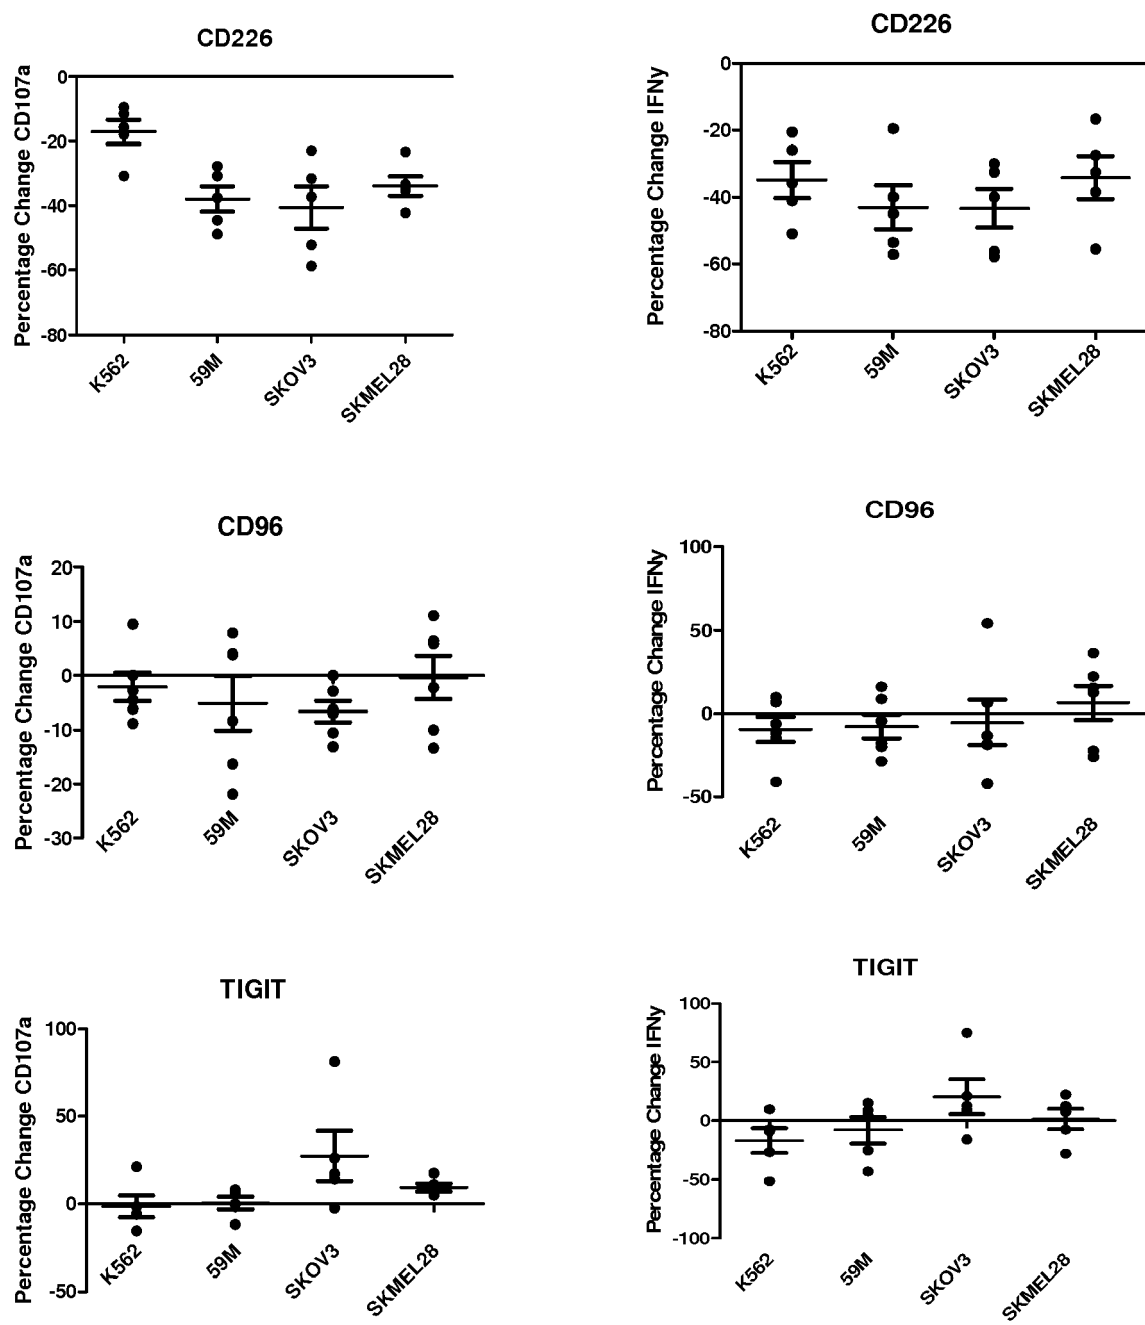 CD226
Percentage Change CD107a
0
-20
-40
-60
-80
K562
59M
SKOV3
SKMEL28
CD226
Percentage Change IFNy
0
-20
-40
-60
-80
K562
59M
SKOV3
SKMEL28
CD96
Percentage Change CD107a
20
10
0
-10
-20
-30
K562
59M
SKOV3
SKMEL28
CD96
Percentage Change IFNy
100
50
0
-50
K562
59M
SKOV3
SKMEL28
TIGIT
Percentage Change CD107a
100
50
0
-50
K562
59M
SKOV3
SKMEL28
TIGIT
Percentage Change IFNy
100
50
0
-50
-100
K562
59M
SKOV3
SKMEL28